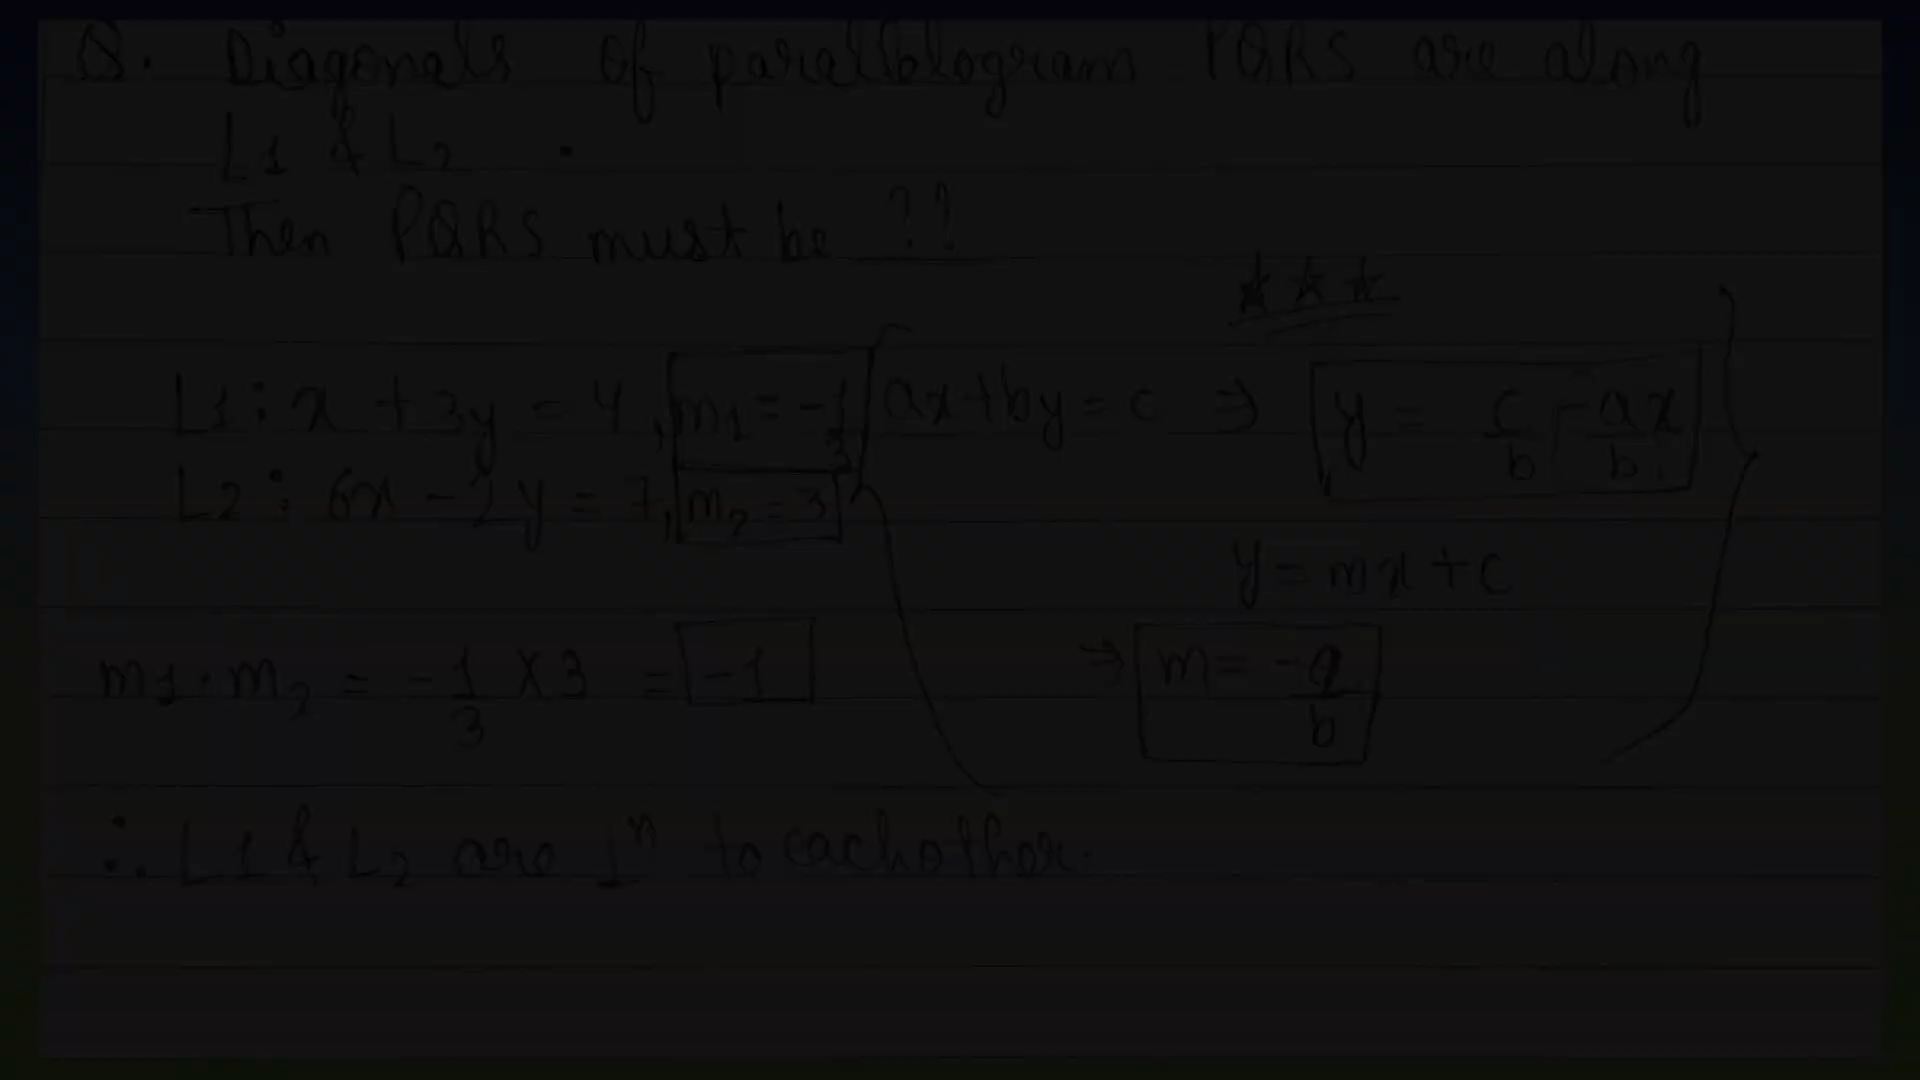 Q. Diagonals of parallelogram PQRS are along
L1 & L2 .
Then PQRS must be ??
* * *
L1 : x + 3y = 4, m1 = -1/3 ax + by = c ⇒ y = c/b - ax/b
L2 : 6x - 2y = 7, m2 = 3
y = mx + c
m1 · m2 = -1/3 X 3 = -1 → m = -a/b
∴ L1 & L2 are ⊥n to each other.